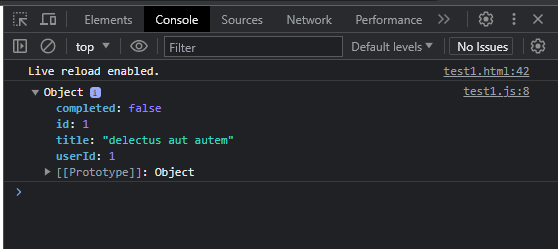 Elements Console Sources Network Performance
top Filter Default levels No Issues
Live reload enabled. test1.html:42
Object i test1.js:8
completed: false
id: 1
title: "delectus aut autem"
userId: 1
[[Prototype]]: Object